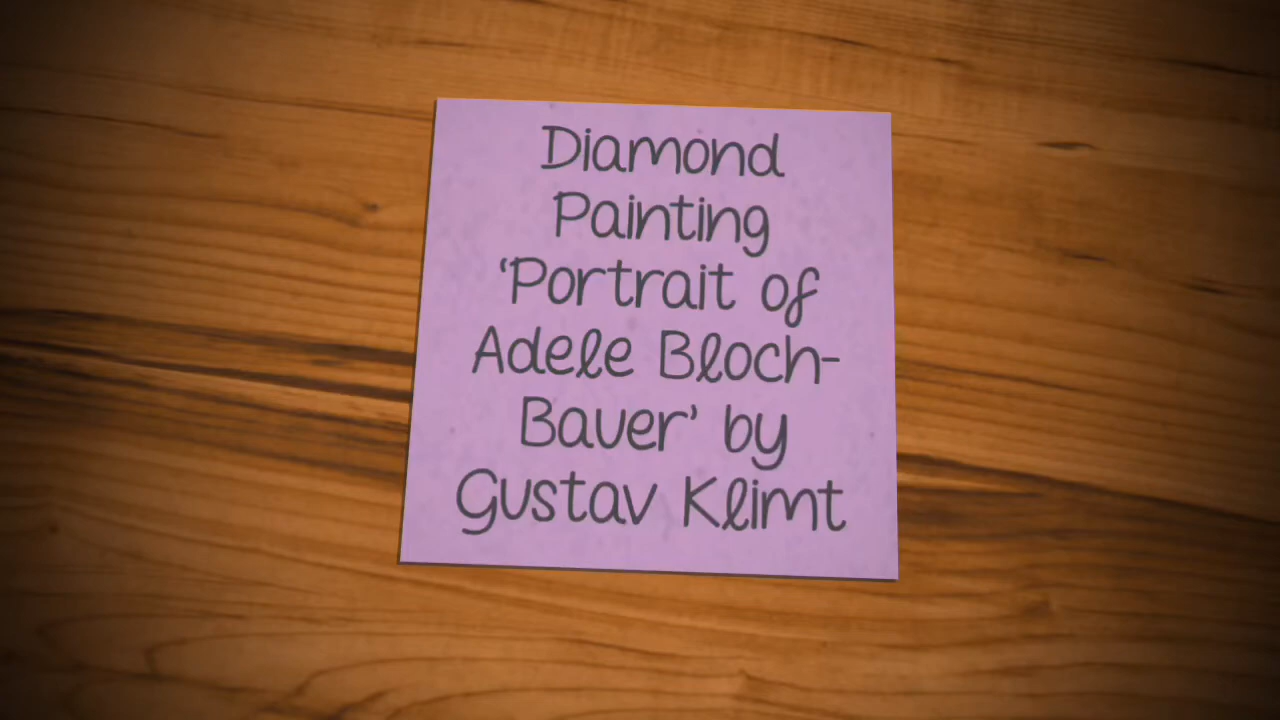 Diamond
Painting
‘Portrait of
Adele Bloch-
Bauer’ by
Gustav Klimt